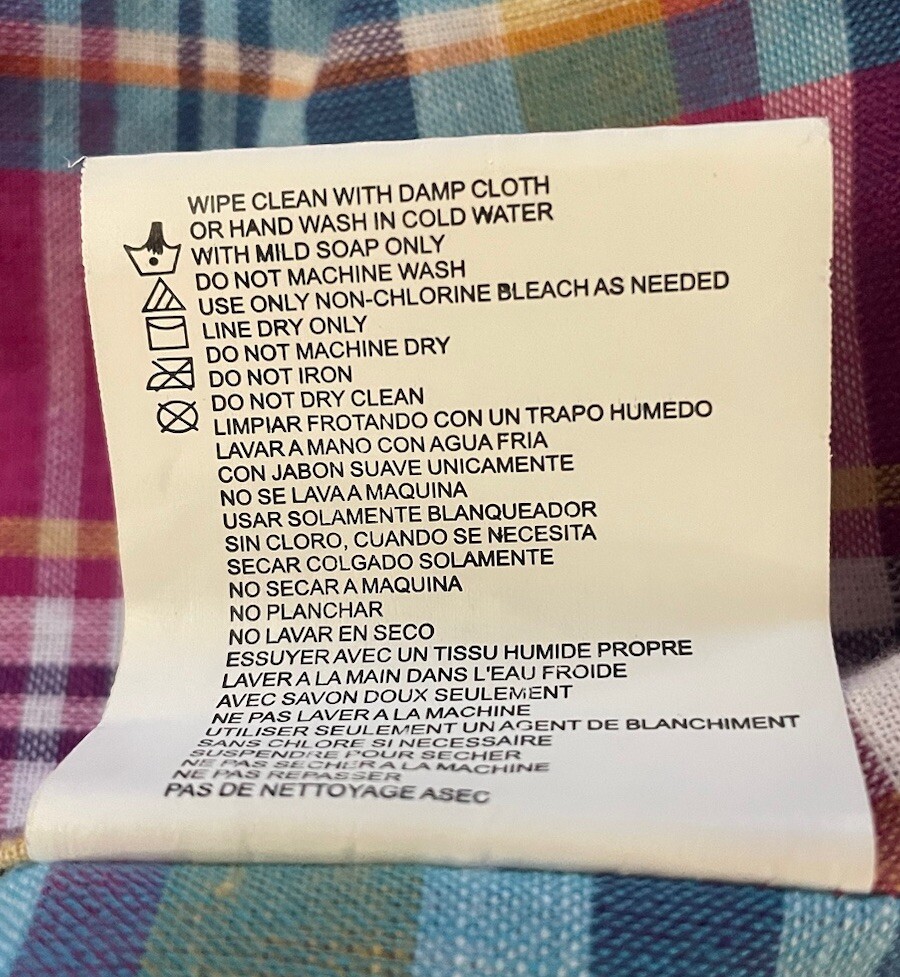 WIPE CLEAN WITH DAMP CLOTH
OR HAND WASH IN COLD WATER
WITH MILD SOAP ONLY
DO NOT MACHINE WASH
USE ONLY NON-CHLORINE BLEACH AS NEEDED
LINE DRY ONLY
DO NOT MACHINE DRY
DO NOT IRON
DO NOT DRY CLEAN
LIMPIAR FROTANDO CON UN TRAPO HUMEDO
LAVAR A MANO CON AGUA FRIA
CON JABON SUAVE UNICAMENTE
NO SE LAVA A MAQUINA
USAR SOLAMENTE BLANQUEADOR
SIN CLORO, CUANDO SE NECESITA
SECAR COLGADO SOLAMENTE
NO SECAR A MAQUINA
NO PLANCHAR
NO LAVAR EN SECO
ESSUYER AVEC UN TISSU HUMIDE PROPRE
LAVER A LA MAIN DANS L'EAU FROIDE
AVEC SAVON DOUX SEULEMENT
NE PAS LAVER A LA MACHINE
UTILISER SEULEMENT UN AGENT DE BLANCHIMENT
SANS CHLORE SI NECESSAIRE
SUSPENDRE POUR SECHER
NE PAS SECHER A LA MACHINE
NE PAS REPASSER
PAS DE NETTOYAGE ASEC